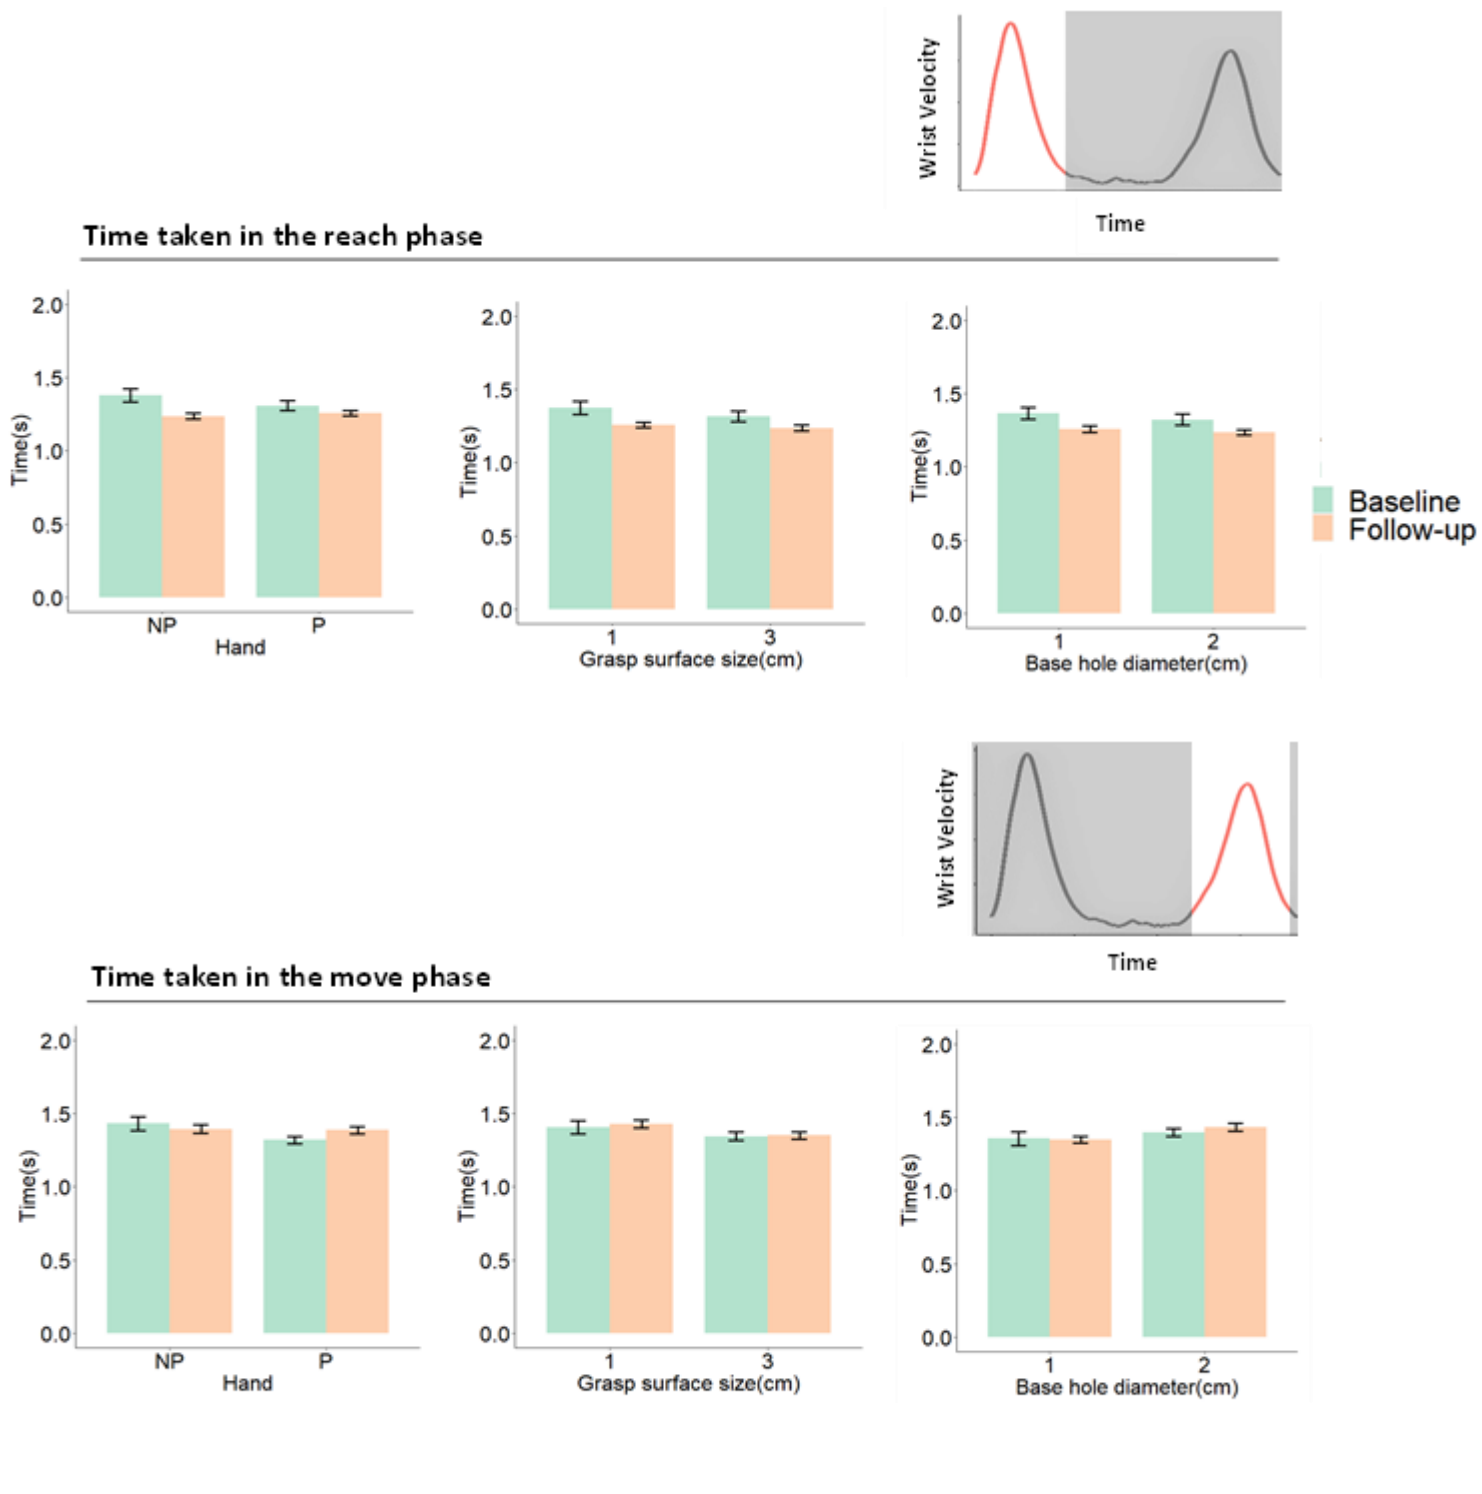 Wrist Velocity
Time
Time taken in the reach phase
2.0
1.5
1.0
0.5
0.0
Time(s)
NP P
Hand
2.0
1.5
1.0
0.5
0.0
Time(s)
1 3
Grasp surface size(cm)
2.0
1.5
1.0
0.5
0.0
Time(s)
1 2
Base hole diameter(cm)
Baseline
Follow-up
Wrist Velocity
Time
Time taken in the move phase
2.0
1.5
1.0
0.5
0.0
Time(s)
NP P
Hand
2.0
1.5
1.0
0.5
0.0
Time(s)
1 3
Grasp surface size(cm)
2.0
1.5
1.0
0.5
0.0
Time(s)
1 2
Base hole diameter(cm)